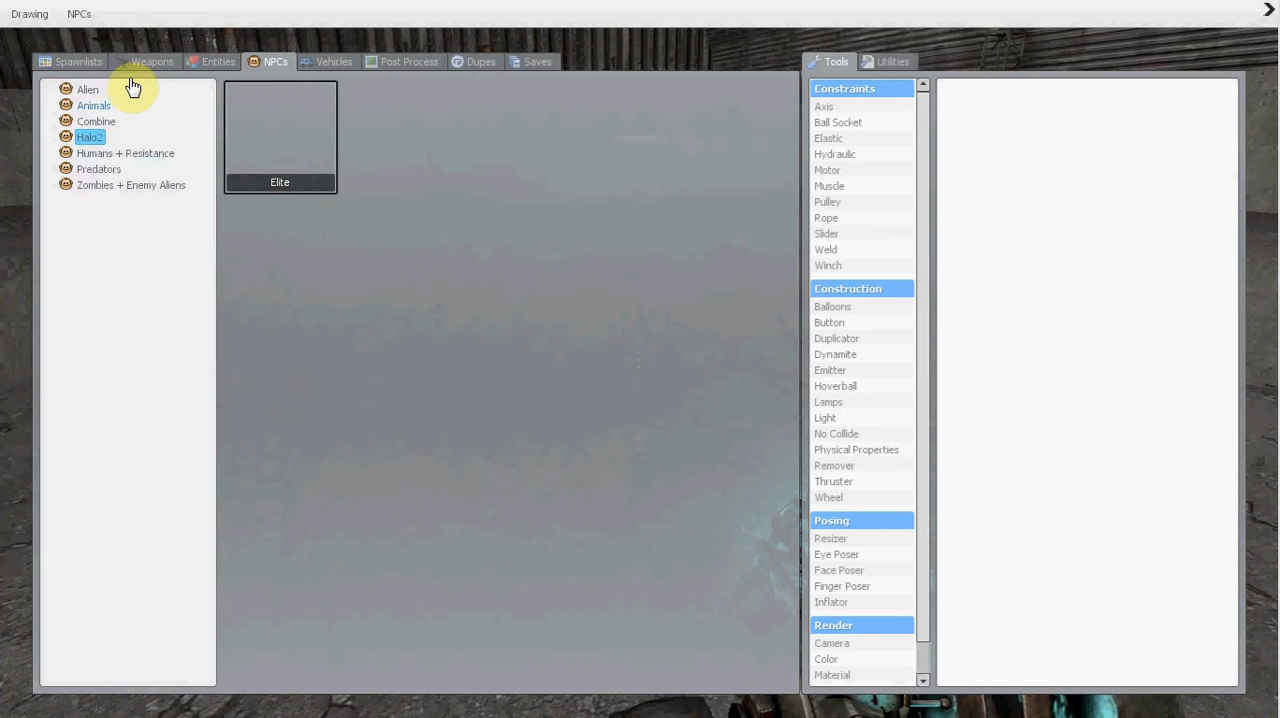 Drawing NPCs
Spawnlists Weapons Entities NPCs Vehicles Post Process Dupes Saves
Alien
Animals
Combine
Halo2
Humans + Resistance
Predators
Zombies + Enemy Aliens
Elite
Tools Utilities
Constraints
Axis
Ball Socket
Elastic
Hydraulic
Motor
Muscle
Pulley
Rope
Slider
Weld
Winch
Construction
Balloons
Button
Duplicator
Dynamite
Emitter
Hoverball
Lamps
Light
No Collide
Physical Properties
Remover
Thruster
Wheel
Posing
Resizer
Eye Poser
Face Poser
Finger Poser
Inflator
Render
Camera
Color
Material